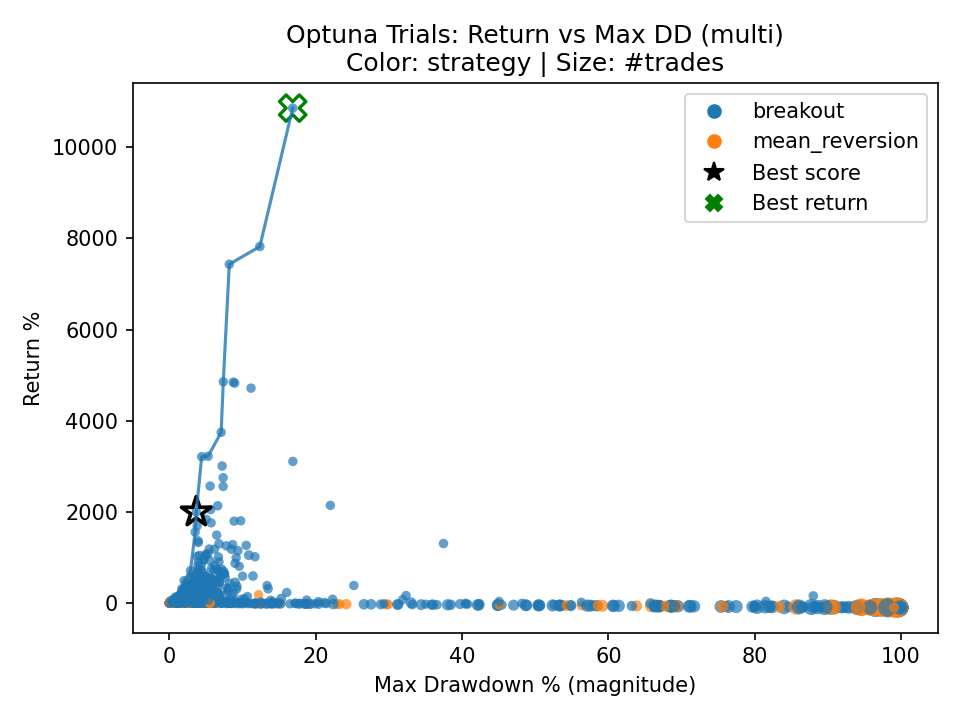 Optuna Trials: Return vs Max DD (multi)
Color: strategy | Size: #trades
breakout
mean_reversion
Best score
Best return
Return %
10000
8000
6000
4000
2000
0
0
20
40
60
80
100
Max Drawdown % (magnitude)